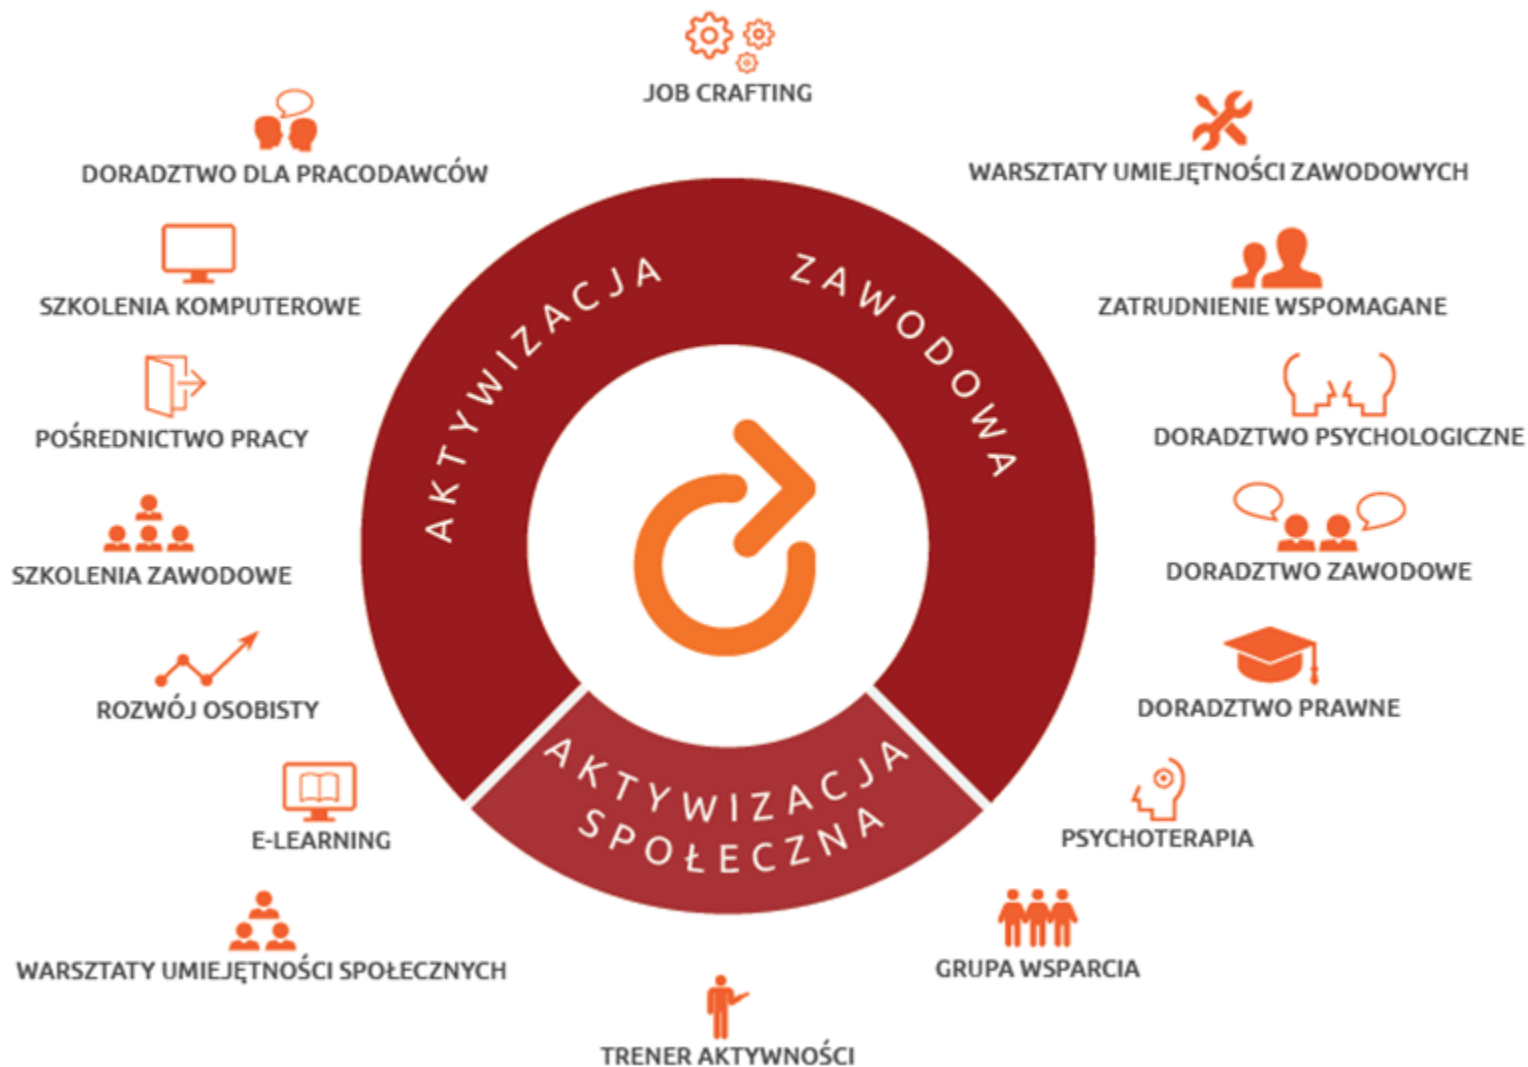 JOB CRAFTING
DORADZTWO DLA PRACODAWCÓW
WARSZTATY UMIEJĘTNOŚCI ZAWODOWYCH
SZKOLENIA KOMPUTEROWE
ZATRUDNIENIE WSPOMAGANE
AKTYWIZACJA ZAWODOWA
POŚREDNICTWO PRACY
DORADZTWO PSYCHOLOGICZNE
SZKOLENIA ZAWODOWE
DORADZTWO ZAWODOWE
ROZWÓJ OSOBISTY
DORADZTWO PRAWNE
AKTYWIZACJA
SPOŁECZNA
E-LEARNING
PSYCHOTERAPIA
WARSZTATY UMIEJĘTNOŚCI SPOŁECZNYCH
GRUPA WSPARCIA
TRENER AKTYWNOŚCI